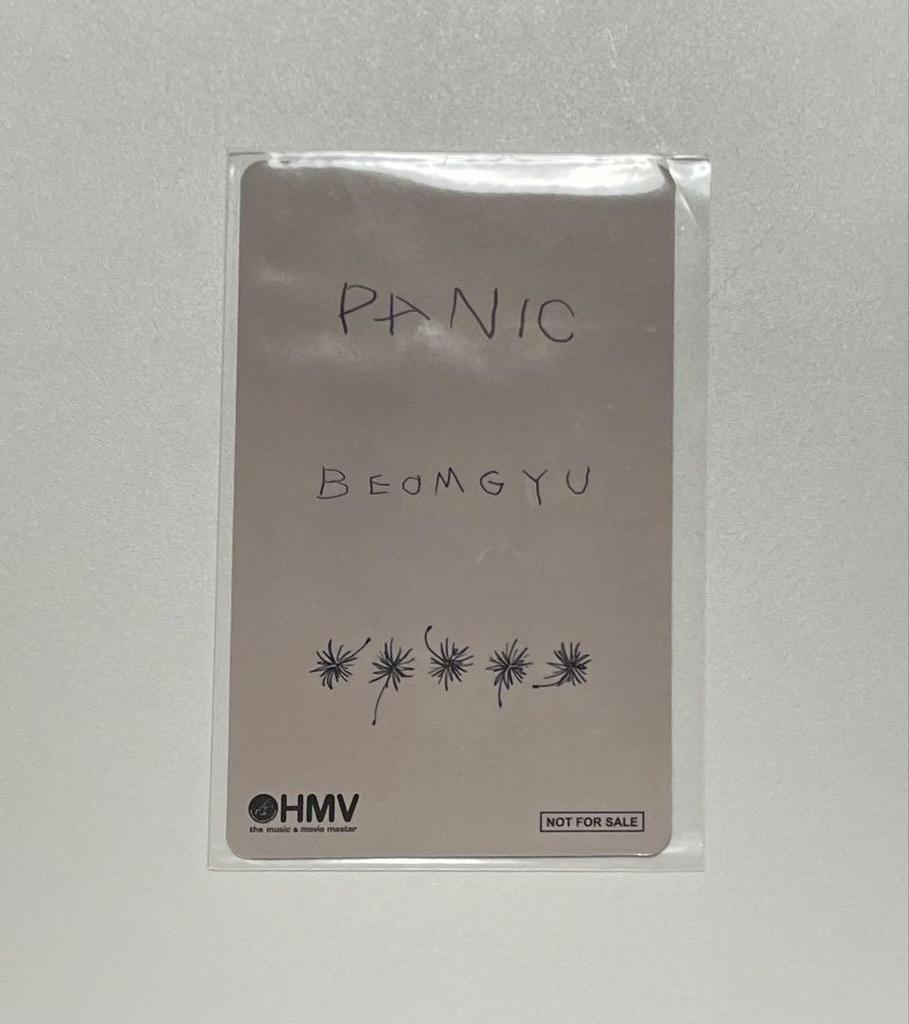 PANIC
BEOMGYU
HMV
the music & movie master
NOT FOR SALE